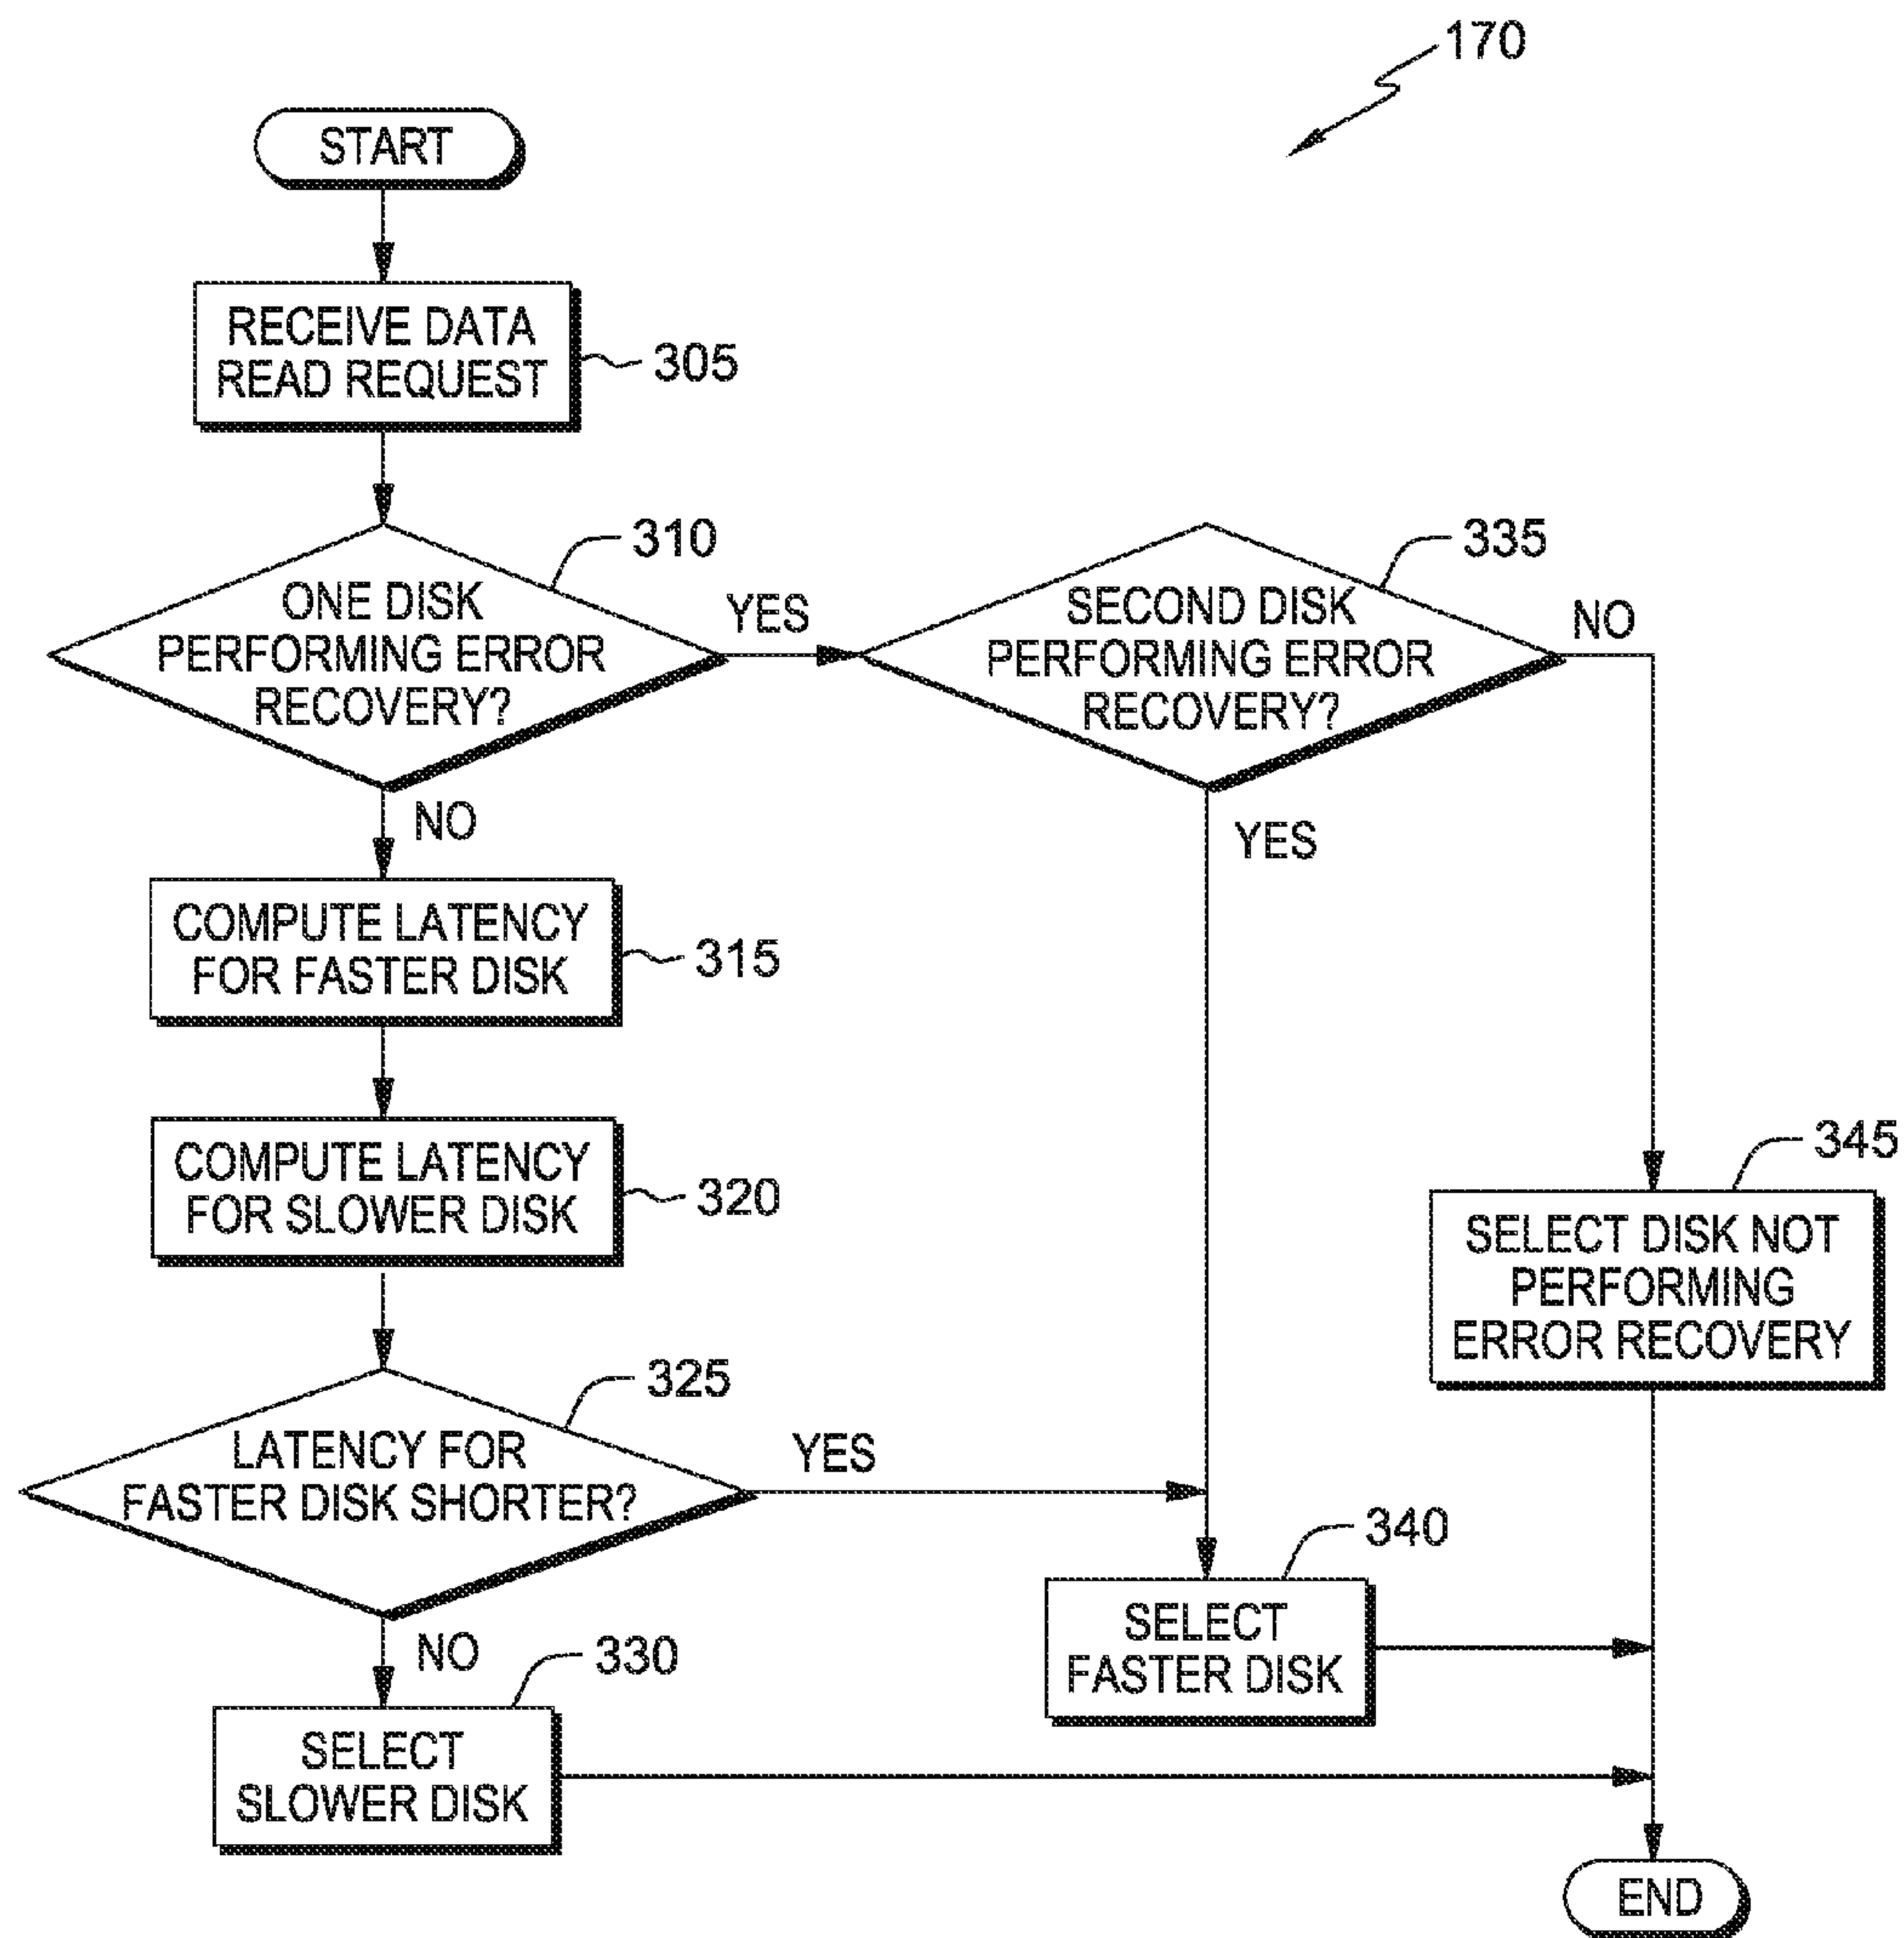 170
START
RECEIVE DATA
READ REQUEST
305
310
ONE DISK
PERFORMING ERROR
RECOVERY?
YES
335
SECOND DISK
PERFORMING ERROR
RECOVERY?
NO
NO
YES
COMPUTE LATENCY
FOR FASTER DISK
315
COMPUTE LATENCY
FOR SLOWER DISK
320
345
SELECT DISK NOT
PERFORMING
ERROR RECOVERY
325
LATENCY FOR
FASTER DISK SHORTER?
YES
340
SELECT
FASTER DISK
NO
330
SELECT
SLOWER DISK
END